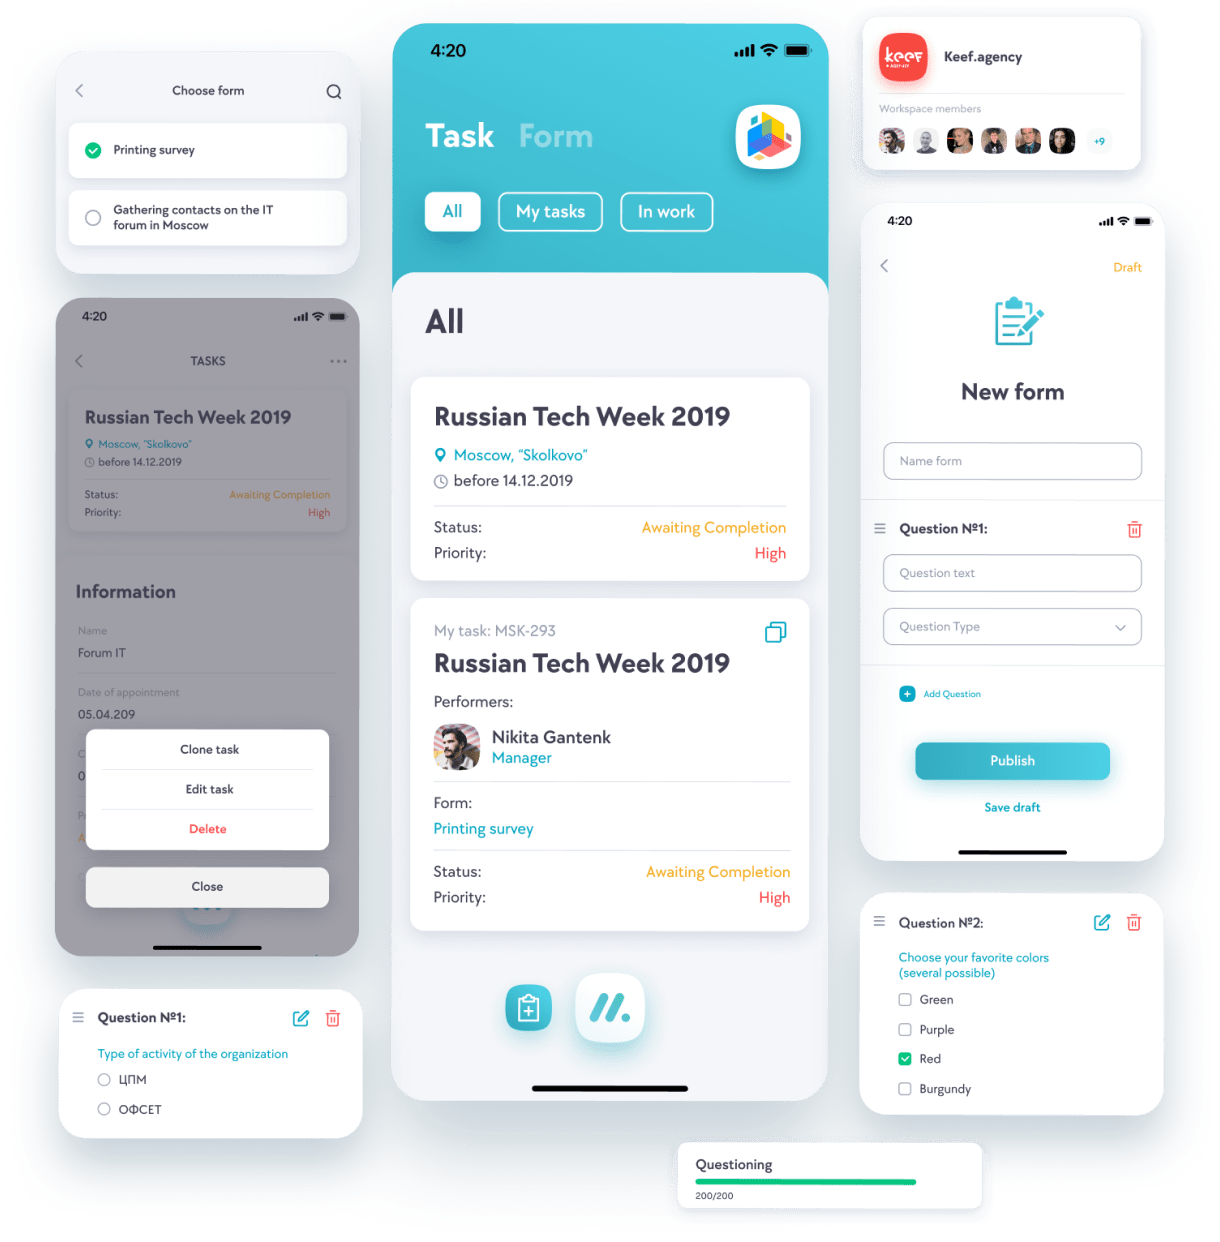 Choose form
Printing survey
Gathering contacts on the IT
forum in Moscow
4:20
TASKS
Russian Tech Week 2019
Moscow, "Skolkovo"
before 14.12.2019
Status: Awaiting Completion
Priority: High
Information
Name
Forum IT
Date of appointment
05.04.209
C
0
P
A
Clone task
Edit task
Delete
Close
Question №1:
Type of activity of the organization
ЦПМ
ОФСЕТ
4:20
Task Form
All My tasks In work
All
Russian Tech Week 2019
Moscow, "Skolkovo"
before 14.12.2019
Status: Awaiting Completion
Priority: High
My task: MSK-293
Russian Tech Week 2019
Performers:
Nikita Gantenk
Manager
Form:
Printing survey
Status: Awaiting Completion
Priority: High
keef
Keef.agency
Workspace members
+9
4:20
Draft
New form
Name form
Question №1:
Question text
Question Type
Add Question
Publish
Save draft
Question №2:
Choose your favorite colors
(several possible)
Green
Purple
Red
Burgundy
Questioning
200/200